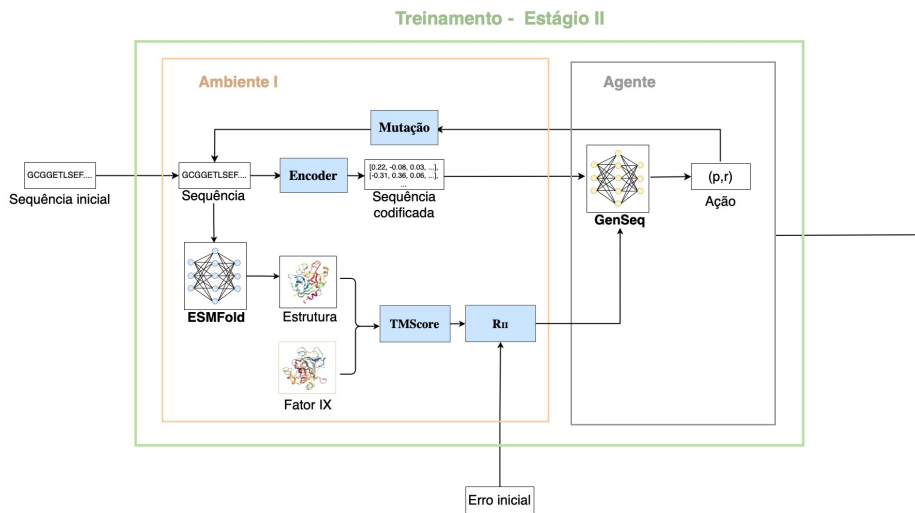 Treinamento - Estágio II
Ambiente I
Agente
Mutação
GCGGETLSEF....
Sequência inicial
GCGGETLSEF....
Sequência
Encoder
[0.22, -0.08, 0.03, ...],
[-0.31, 0.36, 0.05, ...],
...
Sequência
codificada
GenSeq
(p,r)
Ação
ESMFold
Estrutura
TMScore
RII
Fator IX
Erro inicial